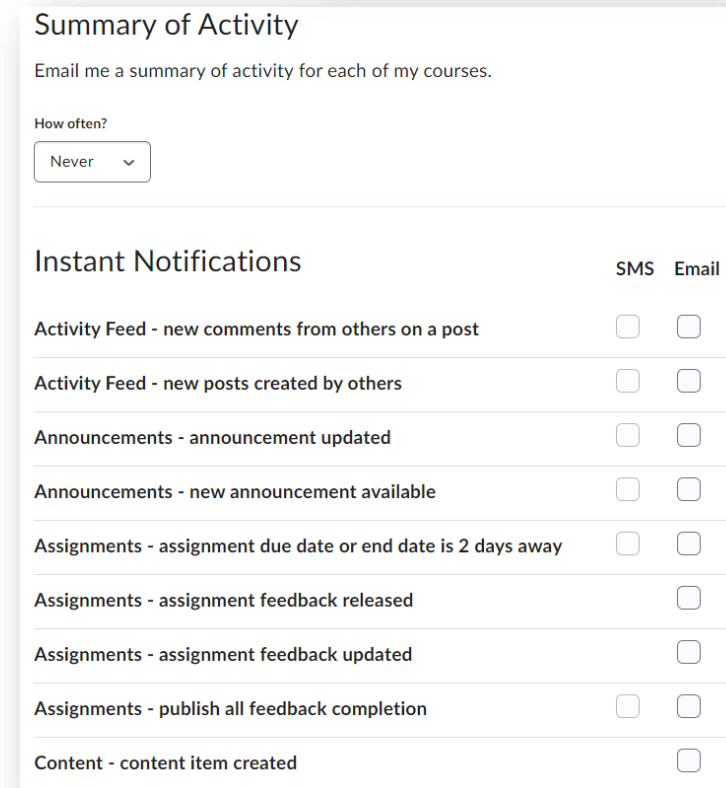 Summary of Activity
Email me a summary of activity for each of my courses.
How often?
Never
Instant Notifications
SMS Email
Activity Feed - new comments from others on a post
Activity Feed - new posts created by others
Announcements - announcement updated
Announcements - new announcement available
Assignments - assignment due date or end date is 2 days away
Assignments - assignment feedback released
Assignments - assignment feedback updated
Assignments - publish all feedback completion
Content - content item created